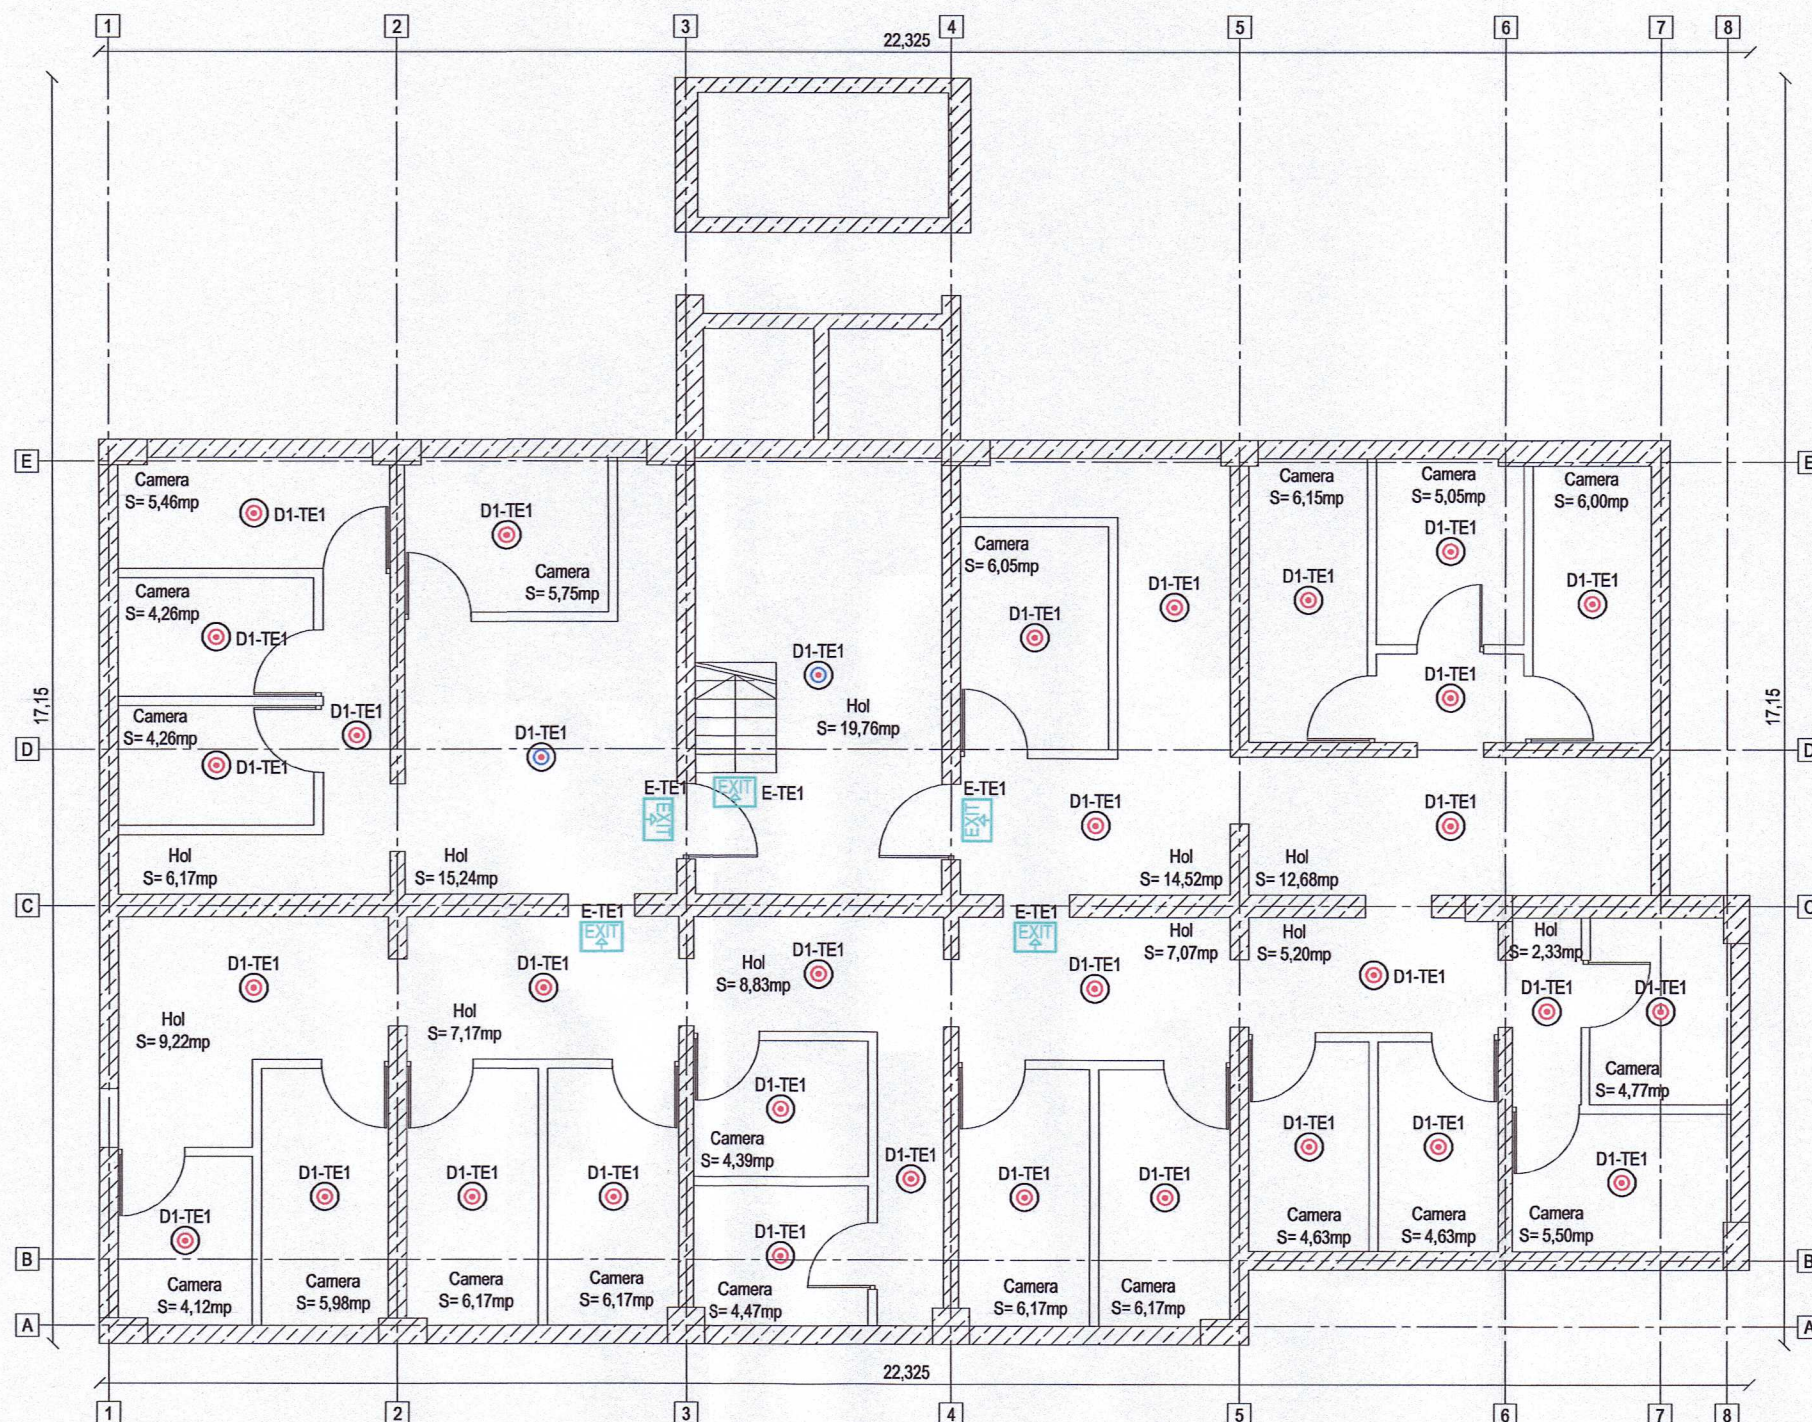 1 2 3 4 5 6 7 8
22,325
17,15
17,15
E
E
Camera
S= 5,46mp
D1-TE1
D1-TE1
Camera
S= 5,75mp
Camera
S= 6,05mp
D1-TE1
D1-TE1
Camera
S= 6,15mp
D1-TE1
Camera
S= 5,05mp
D1-TE1
Camera
S= 6,00mp
D1-TE1
Camera
S= 4,26mp
D1-TE1
Camera
S= 4,26mp
D1-TE1
D1-TE1
D1-TE1
D1-TE1
Hol
S= 19,76mp
D1-TE1
D
D
E-TE1
EXIT
EXIT
E-TE1
E-TE1
EXIT
D1-TE1
D1-TE1
Hol
S= 6,17mp
Hol
S= 15,24mp
Hol
S= 14,52mp
Hol
S= 12,68mp
C
C
E-TE1
EXIT
E-TE1
EXIT
D1-TE1
Hol
S= 9,22mp
D1-TE1
Hol
S= 7,17mp
Hol
S= 8,83mp
D1-TE1
D1-TE1
Hol
S= 7,07mp
Hol
S= 5,20mp
D1-TE1
Hol
S= 2,33mp
D1-TE1
D1-TE1
Camera
S= 4,77mp
D1-TE1
Camera
S= 4,39mp
D1-TE1
D1-TE1
D1-TE1
D1-TE1
D1-TE1
D1-TE1
D1-TE1
D1-TE1
D1-TE1
D1-TE1
D1-TE1
Camera
S= 4,63mp
Camera
S= 4,63mp
Camera
S= 5,50mp
D1-TE1
B
B
Camera
S= 4,12mp
Camera
S= 5,98mp
Camera
S= 6,17mp
Camera
S= 6,17mp
Camera
S= 4,47mp
Camera
S= 6,17mp
Camera
S= 6,17mp
A
A
22,325
1 2 3 4 5 6 7 8